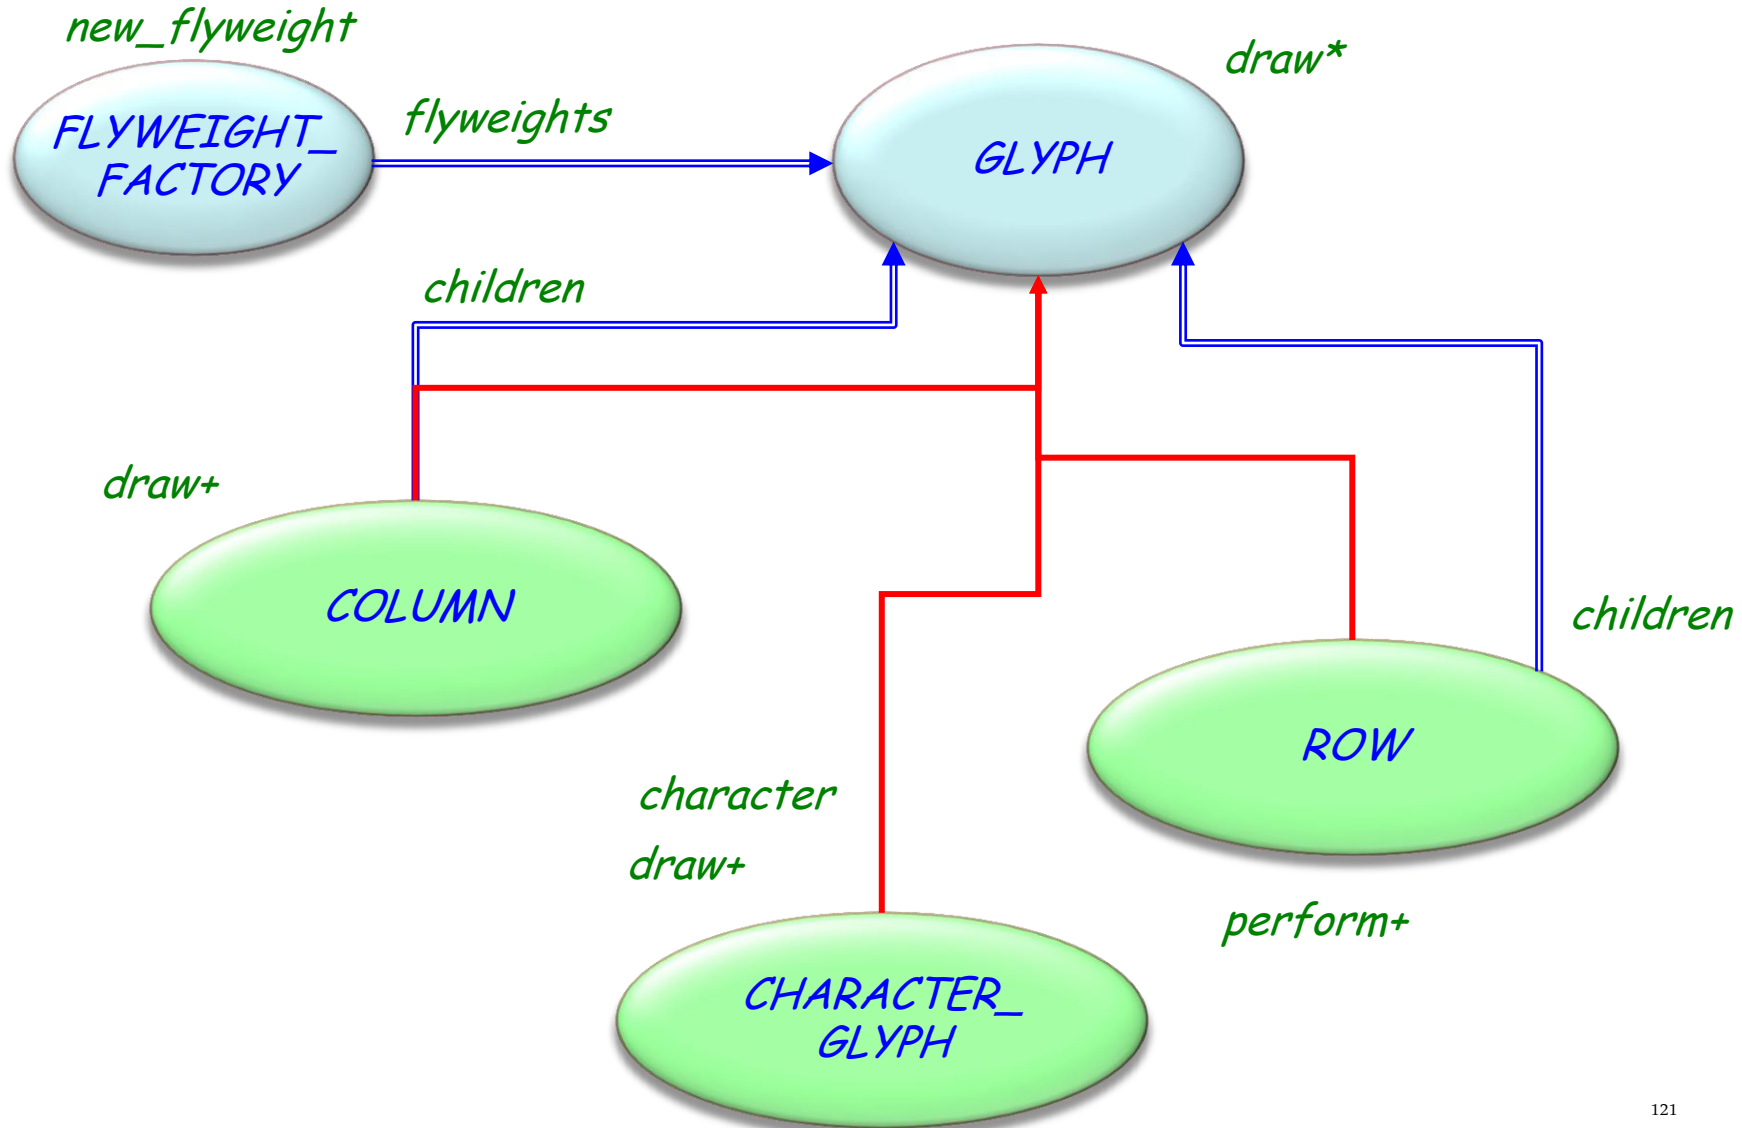 new_flyweight
draw*
FLYWEIGHT_
FACTORY
flyweights
GLYPH
children
draw+
COLUMN
children
ROW
character
draw+
perform+
CHARACTER_
GLYPH
121